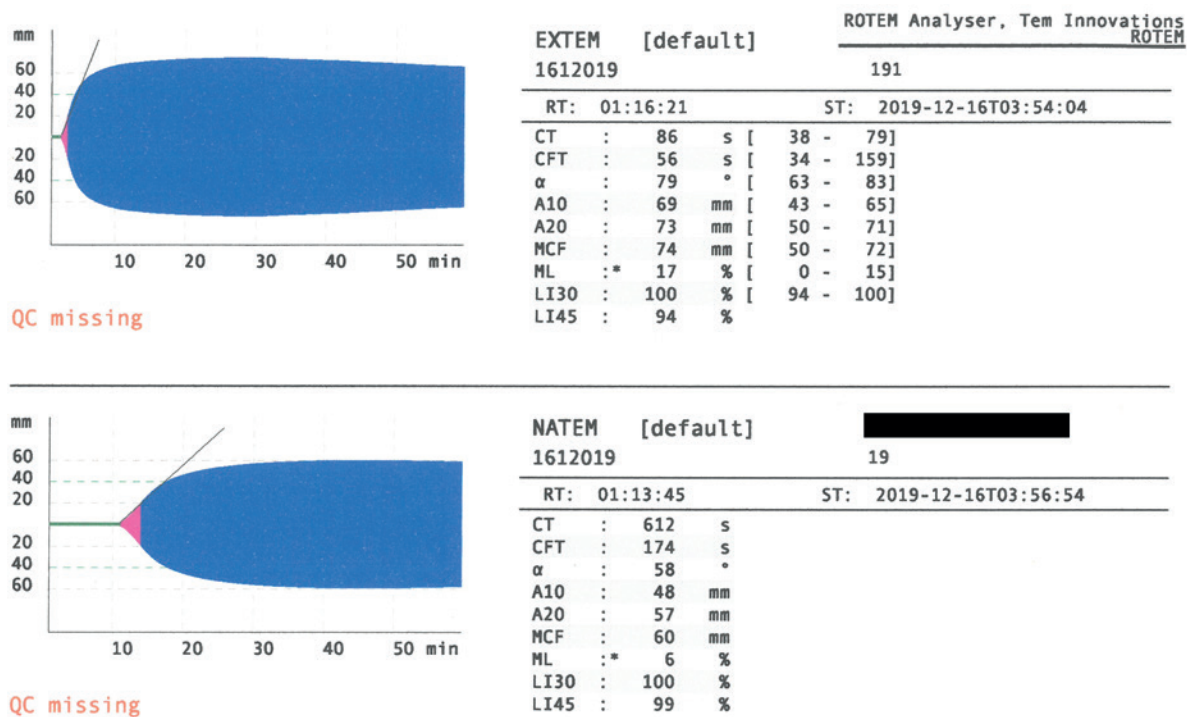 ROTEM Analyser, Tem Innovations
ROTEM
EXTEM [default]
1612019 191
RT: 01:16:21 ST: 2019-12-16T03:54:04
CT : 86 s [ 38 - 79]
CFT : 56 s [ 34 - 159]
α : 79 ° [ 63 - 83]
A10 : 69 mm [ 43 - 65]
A20 : 73 mm [ 50 - 71]
MCF : 74 mm [ 50 - 72]
ML :* 17 % [ 0 - 15]
LI30 : 100 % [ 94 - 100]
LI45 : 94 %
mm
60
40
20
20
40
60
10 20 30 40 50 min
QC missing
NATEM [default]
1612019 19
RT: 01:13:45 ST: 2019-12-16T03:56:54
CT : 612 s
CFT : 174 s
α : 58 °
A10 : 48 mm
A20 : 57 mm
MCF : 60 mm
ML :* 6 %
LI30 : 100 %
LI45 : 99 %
mm
60
40
20
20
40
60
10 20 30 40 50 min
QC missing